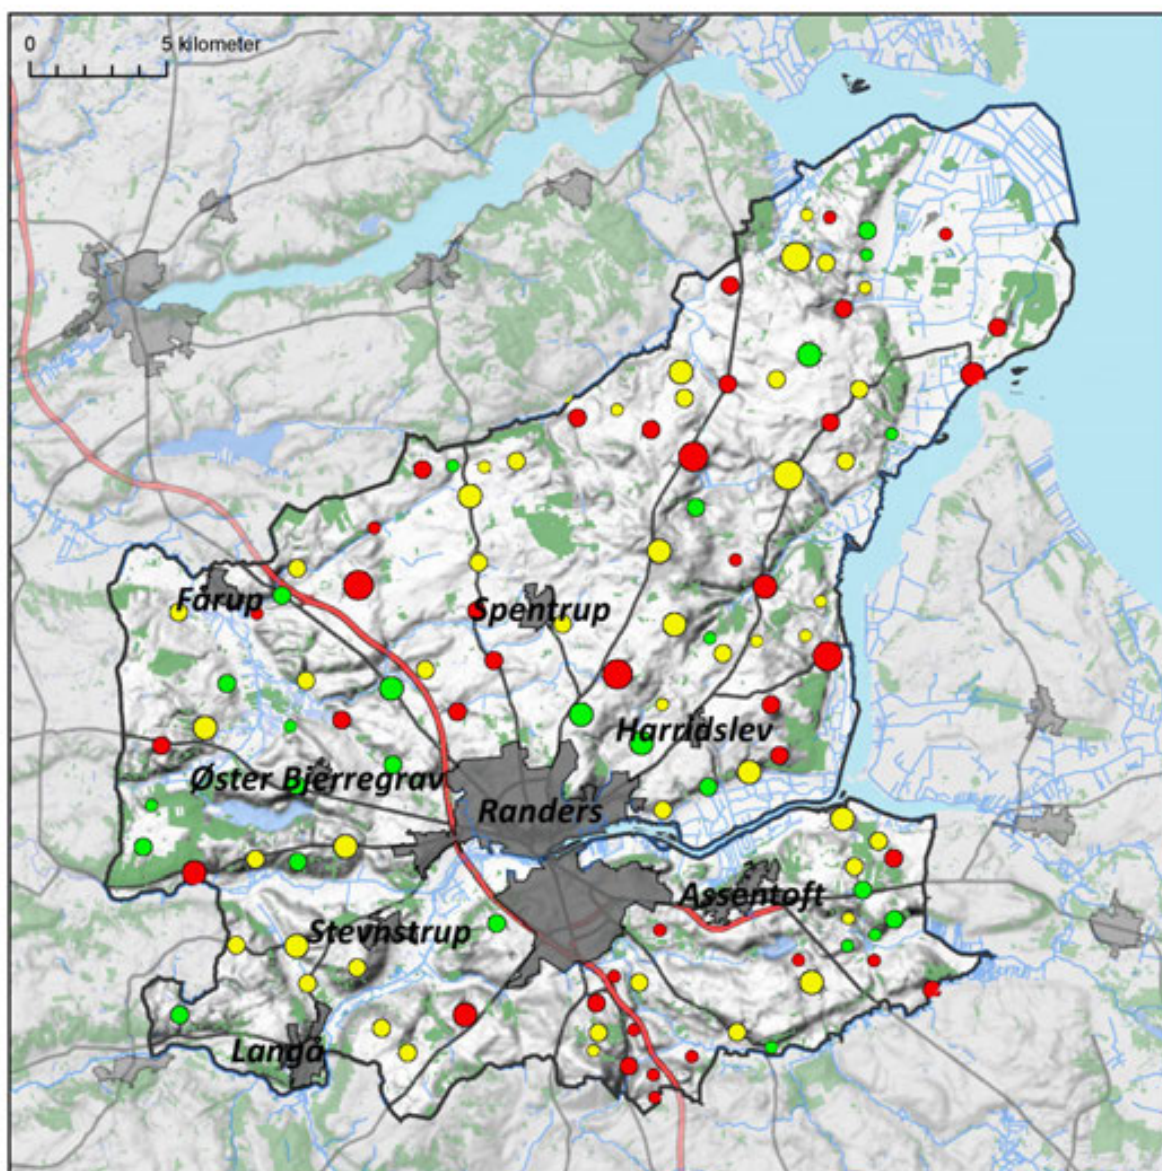 0 5 kilometer
Fårup
Spentrup
Harridslev
Øster Bjerregrav
Randers
Assentoft
Stevnstrup
Langå